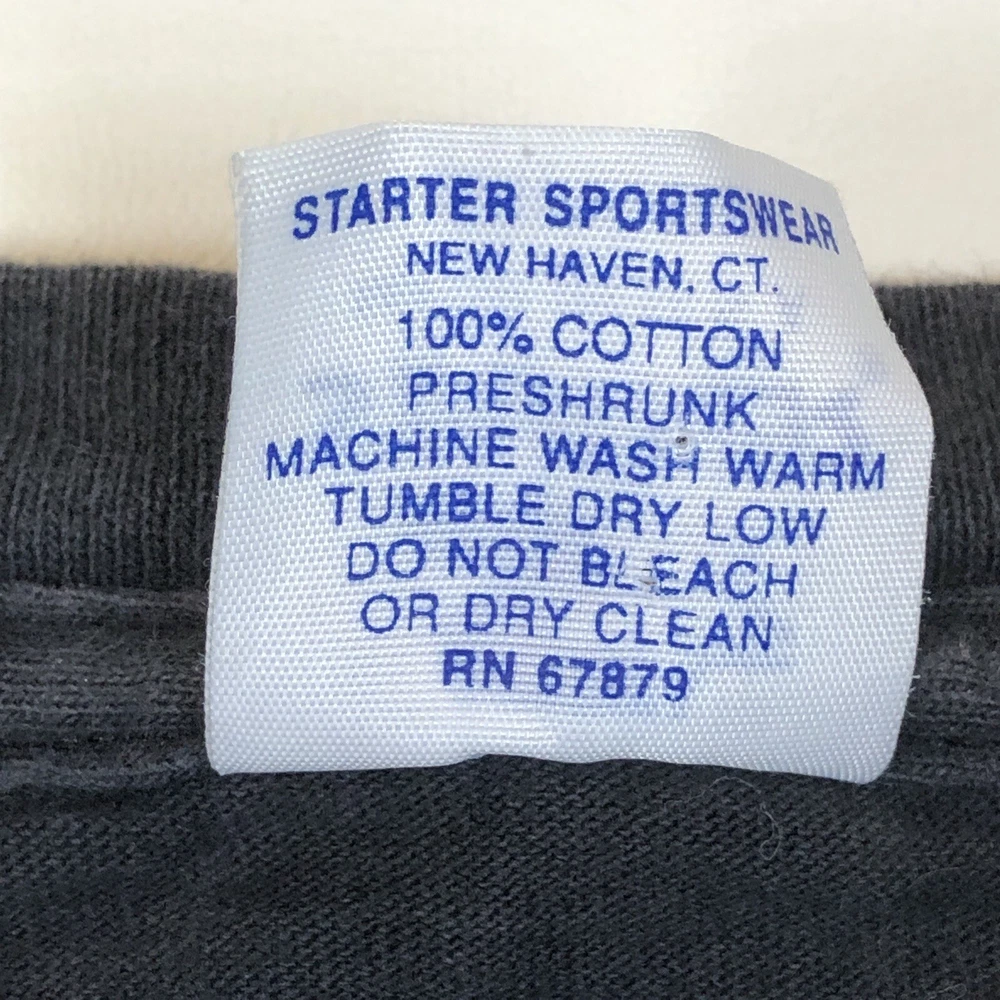 STARTER SPORTSWEAR
NEW HAVEN, CT.
100% COTTON
PRESHRUNK
MACHINE WASH WARM
TUMBLE DRY LOW
DO NOT BLEACH
OR DRY CLEAN
RN 67879